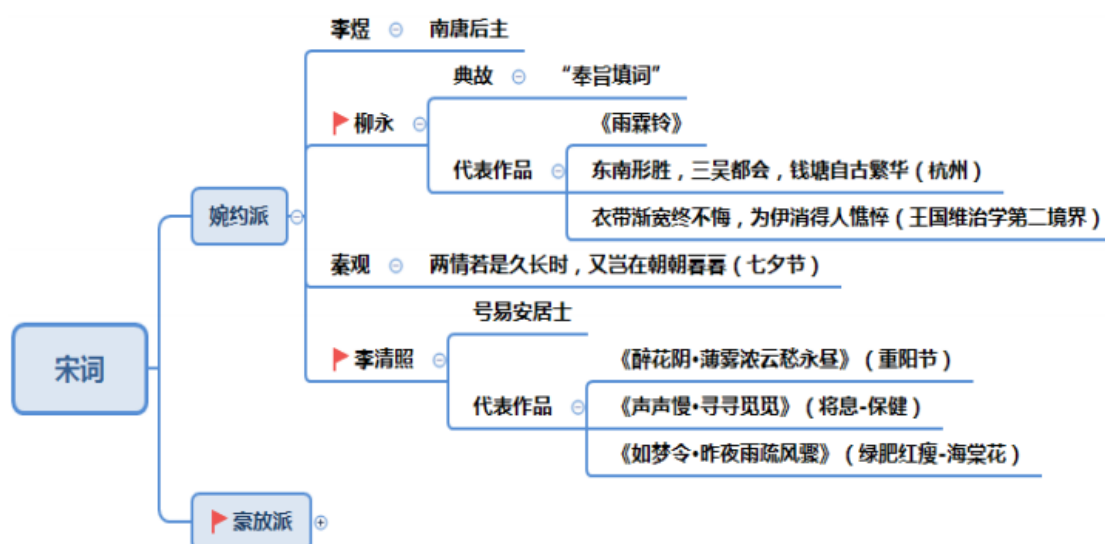 李煜 南唐后主
典故 “奉旨填词”
柳永
《雨霖铃》
代表作品
东南形胜，三吴都会，钱塘自古繁华（杭州）
衣带渐宽终不悔，为伊消得人憔悴（王国维治学第二境界）
婉约派
秦观 两情若是久长时，又岂在朝朝暮暮（七夕节）
号易安居士
宋词
李清照
《醉花阴·薄雾浓云愁永昼》（重阳节）
代表作品
《声声慢·寻寻觅觅》（将息-保健）
《如梦令·昨夜雨疏风骤》（绿肥红瘦-海棠花）
豪放派